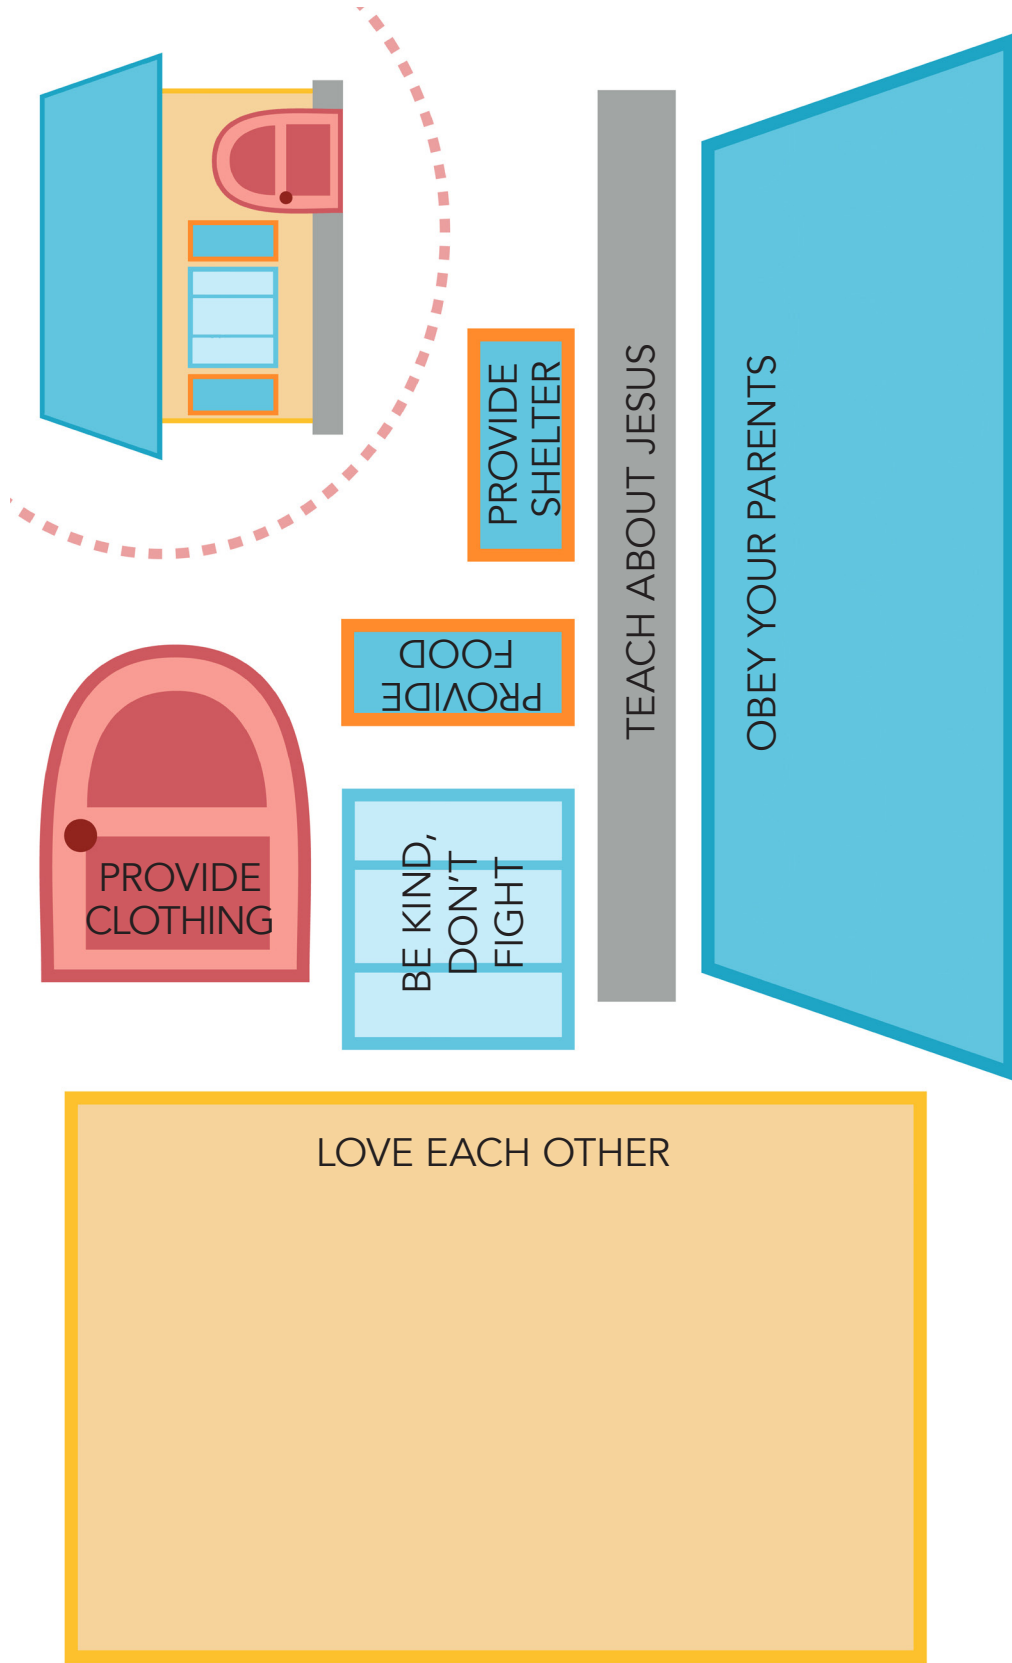 PROVIDE
SHELTER
TEACH ABOUT JESUS
OBEY YOUR PARENTS
PROVIDE
FOOD
PROVIDE
CLOTHING
BE KIND,
DON'T
FIGHT
LOVE EACH OTHER